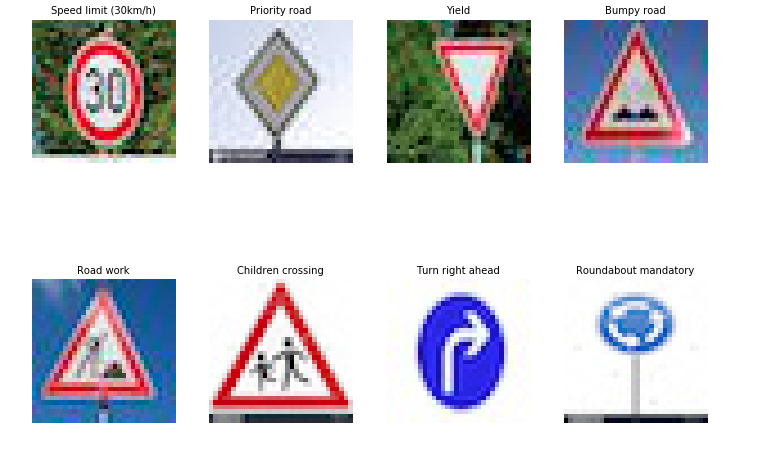 Speed limit (30km/h)
Priority road
Yield
Bumpy road
30
Road work
Children crossing
Turn right ahead
Roundabout mandatory